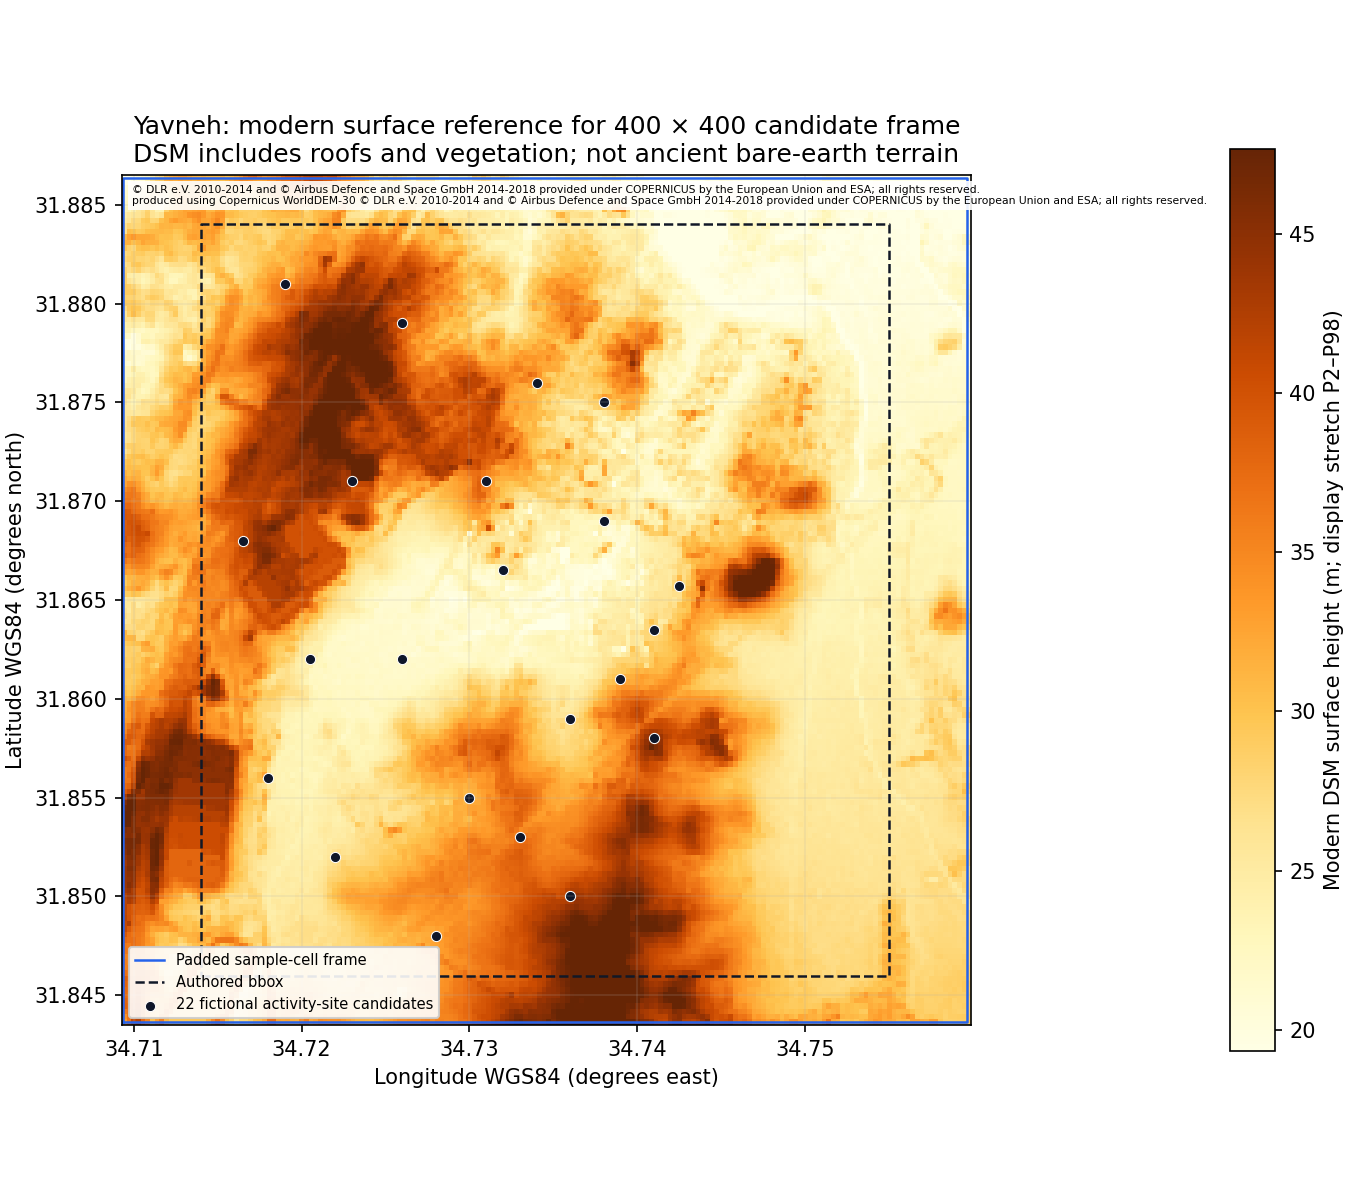 Yavneh: modern surface reference for 400 × 400 candidate frame
DSM includes roofs and vegetation; not ancient bare-earth terrain
© DLR e.V. 2010-2014 and © Airbus Defence and Space GmbH 2014-2018 provided under COPERNICUS by the European Union and ESA; all rights reserved.
produced using Copernicus WorldDEM-30 © DLR e.V. 2010-2014 and © Airbus Defence and Space GmbH 2014-2018 provided under COPERNICUS by the European Union and ESA; all rights reserved.
Latitude WGS84 (degrees north)
31.885
31.880
31.875
31.870
31.865
31.860
31.855
31.850
31.845
Padded sample-cell frame
Authored bbox
22 fictional activity-site candidates
34.71
34.72
34.73
34.74
34.75
Longitude WGS84 (degrees east)
45
40
35
30
25
20
Modern DSM surface height (m; display stretch P2–P98)